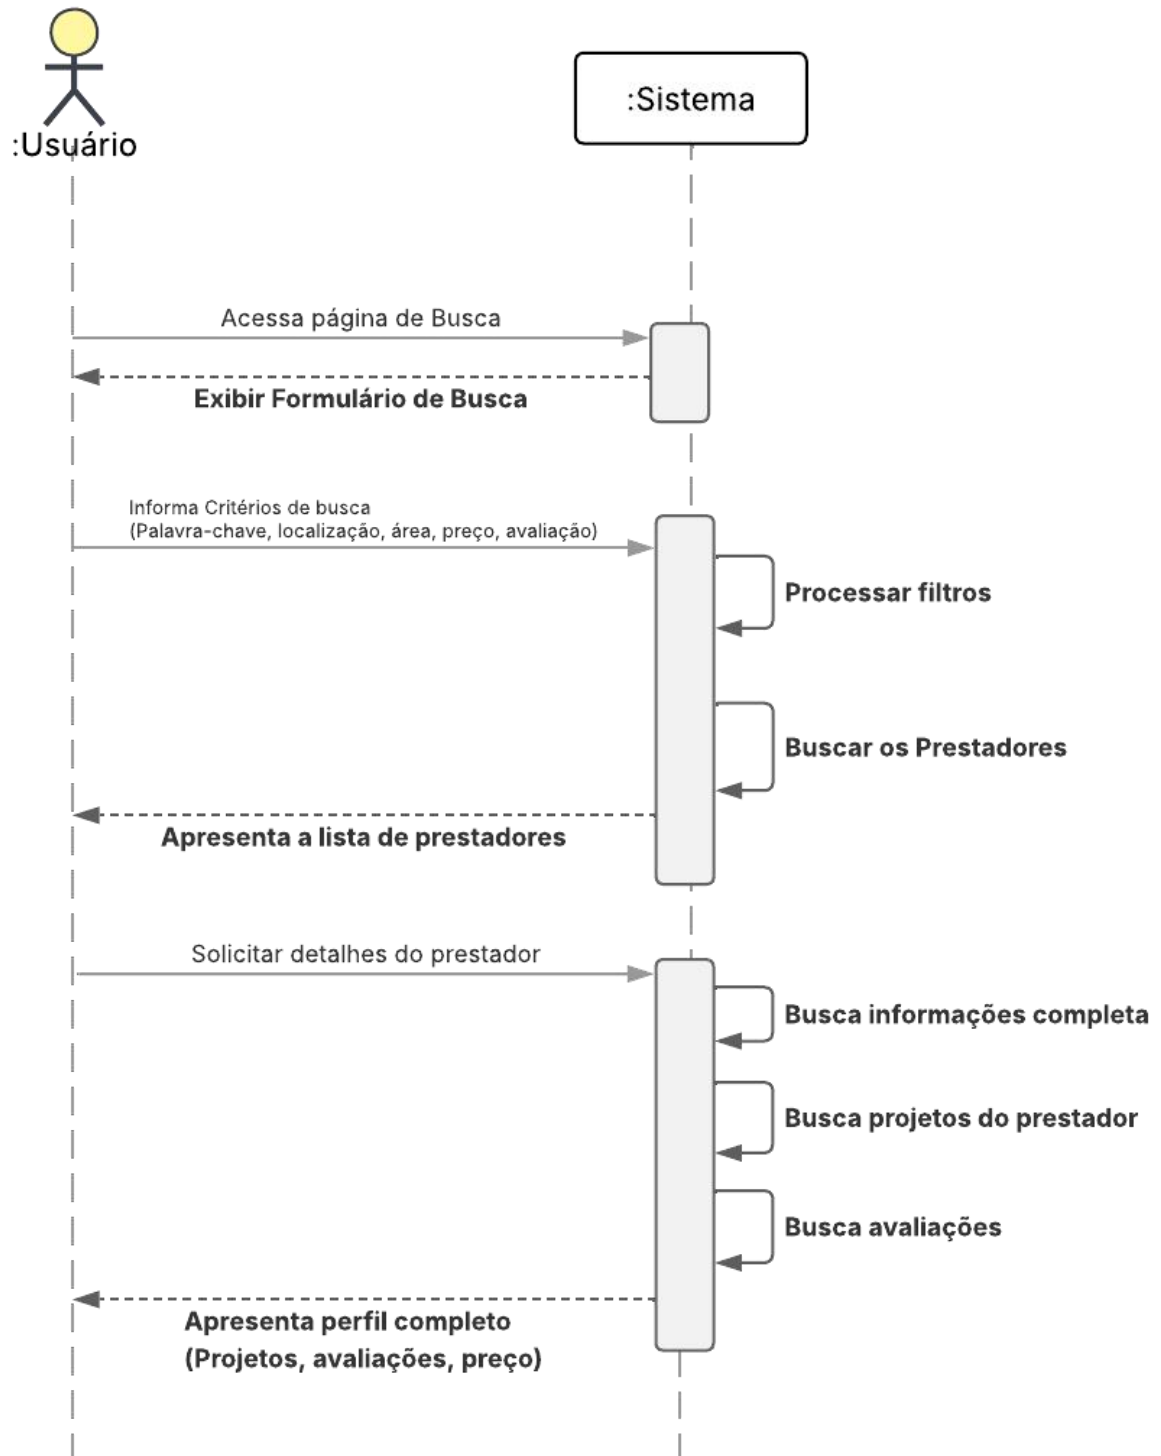 :Usuário
:Sistema
Acessa página de Busca
Exibir Formulário de Busca
Informa Critérios de busca
(Palavra-chave, localização, área, preço, avaliação)
Processar filtros
Buscar os Prestadores
Apresenta a lista de prestadores
Solicitar detalhes do prestador
Busca informações completa
Busca projetos do prestador
Busca avaliações
Apresenta perfil completo
(Projetos, avaliações, preço)